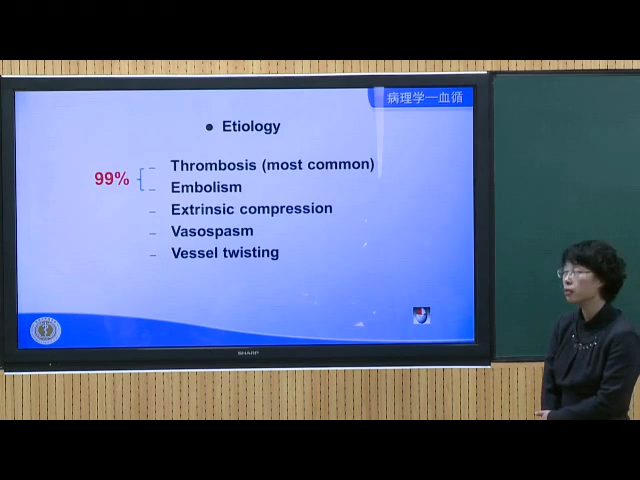 病理学—血循
● Etiology
99%
– Thrombosis (most common)
– Embolism
– Extrinsic compression
– Vasospasm
– Vessel twisting
SHARP